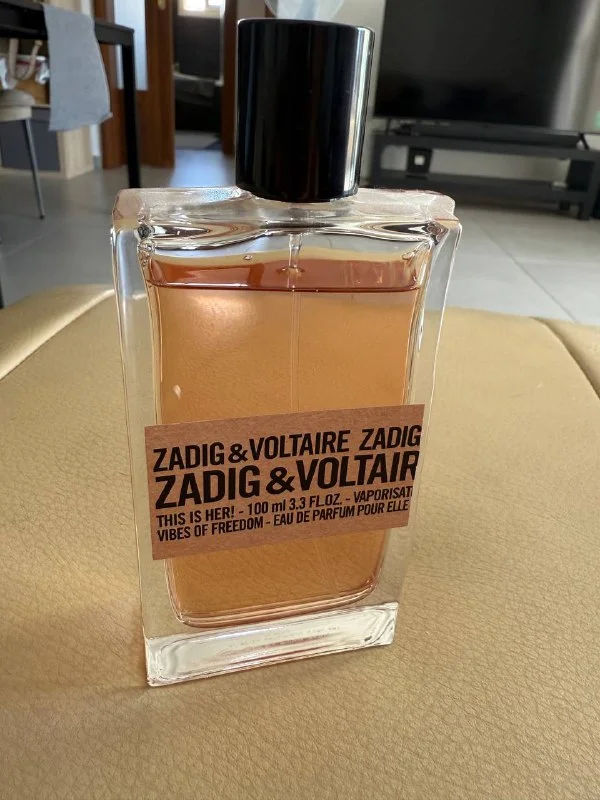 ZADIG&VOLTAIRE ZADIG
ZADIG &VOLTAIR
THIS IS HER! - 100 ml 3.3 FL.OZ. - VAPORISAT
VIBES OF FREEDOM - EAU DE PARFUM POUR ELLE